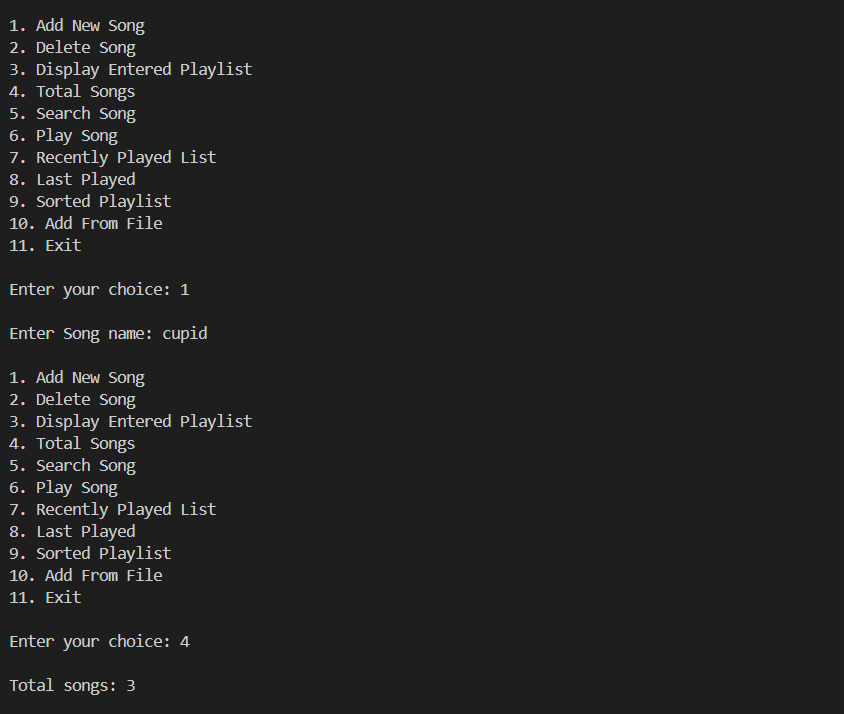 1. Add New Song
2. Delete Song
3. Display Entered Playlist
4. Total Songs
5. Search Song
6. Play Song
7. Recently Played List
8. Last Played
9. Sorted Playlist
10. Add From File
11. Exit
Enter your choice: 1
Enter Song name: cupid
1. Add New Song
2. Delete Song
3. Display Entered Playlist
4. Total Songs
5. Search Song
6. Play Song
7. Recently Played List
8. Last Played
9. Sorted Playlist
10. Add From File
11. Exit
Enter your choice: 4
Total songs: 3